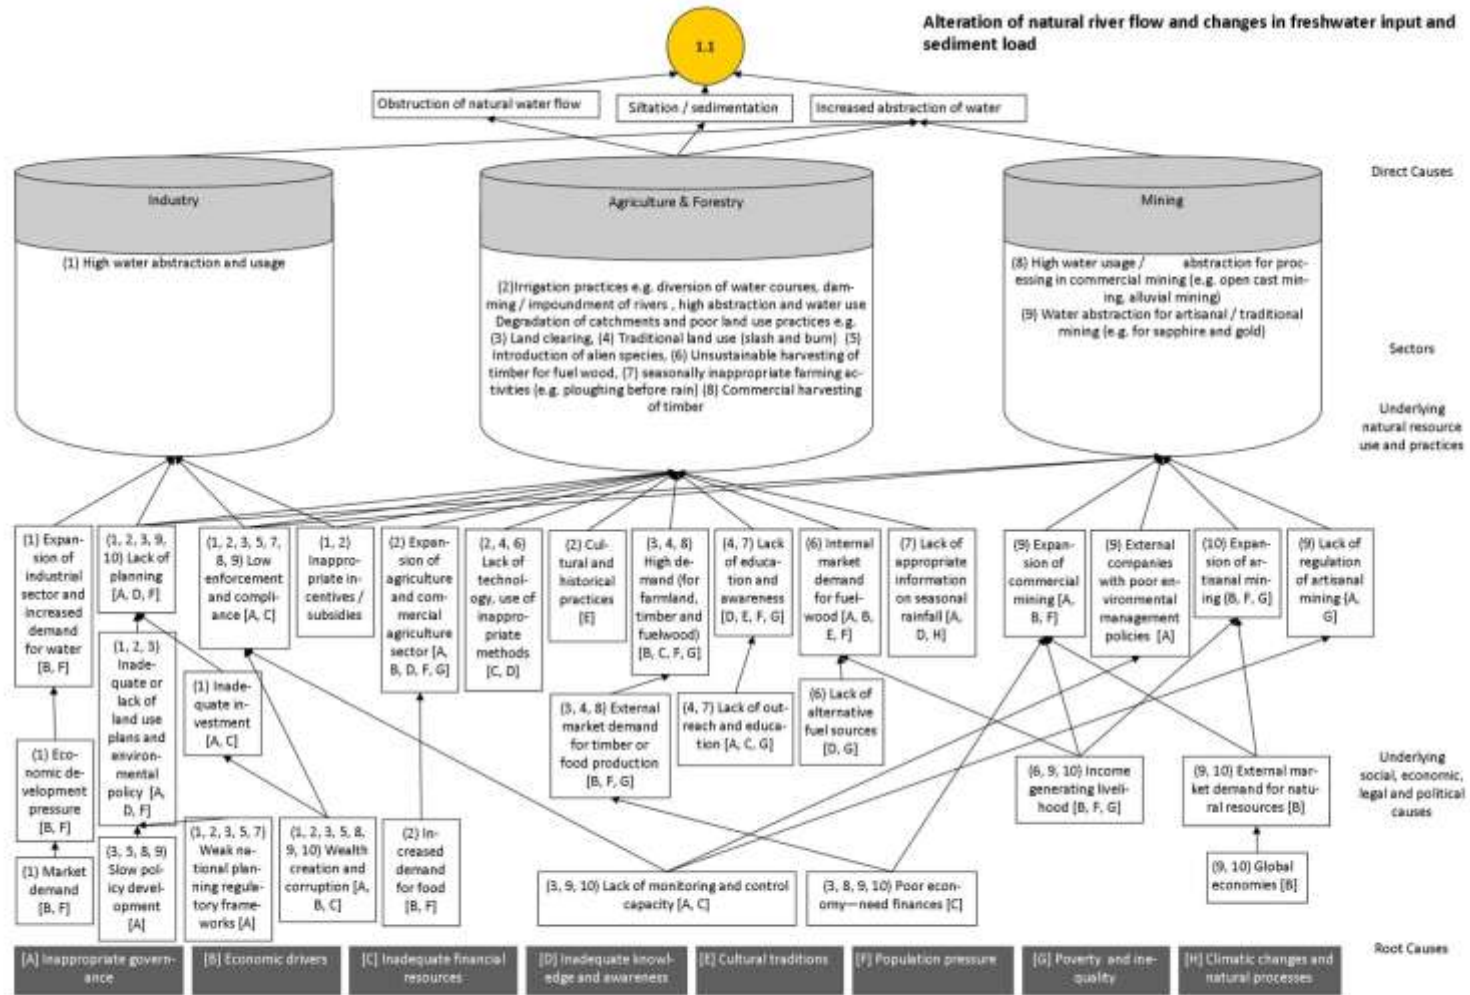 Alteration of natural river flow and changes in freshwater input and
sediment load
1.1
Obstruction of natural water flow
Siltation / sedimentation
Increased abstraction of water
Direct Causes
Industry
Agriculture & Forestry
Mining
(1) High water abstraction and usage
(2)Irrigation practices e.g. diversion of water courses, dam-
ming / impoundment of rivers , high abstraction and water use
Degradation of catchments and poor land use practices e.g.
(3) Land clearing, (4) Traditional land use (slash and burn) (5)
Introduction of alien species, (6) Unsustainable harvesting of
timber for fuel wood, (7) seasonally inappropriate farming ac-
tivities (e.g. ploughing before rain) (8) Commercial harvesting
of timber
(8) High water usage / abstraction for proc-
essing in commercial mining (e.g. open cast min-
ing, alluvial mining)
(9) Water abstraction for artisanal / traditional
mining (e.g. for sapphire and gold)
Sectors
Underlying
natural resource
use and practices
(1) Expan-
sion of
industrial
sector and
increased
demand
for water
[B, F]
(1, 2, 3, 9,
10) Lack of
planning
[A, D, F]
(1, 2, 3, 5, 7,
8, 9) Low
enforcement
and compli-
ance [A, C]
(1, 2)
Inappro-
priate in-
centives /
subsidies
(2) Expan-
sion of
agriculture
and com-
mercial
agriculture
sector [A,
B, D, F, G]
(2, 4, 6)
Lack of
technol-
ogy, use of
inappro-
priate
methods
[C, D]
(2) Cul-
tural and
historical
practices
[E]
(3, 4, 8)
High de-
mand (for
farmland,
timber and
fuelwood)
[B, C, F, G]
(4, 7) Lack
of educa-
tion and
awareness
[D, E, F, G]
(6) Internal
market
demand
for fuel-
wood [A, B,
E, F]
(7) Lack of
appropriate
information
on seasonal
rainfall [A,
D, H]
(9) Expan-
sion of
commercial
mining [A,
B, F]
(9) External
companies
with poor en-
vironmental
management
policies [A]
(10) Expan-
sion of ar-
tisanal min-
ing [B, F, G]
(9) Lack of
regulation
of artisanal
mining [A,
G]
(1, 2, 3)
Inade-
quate or
lack of
land use
plans and
environ-
mental
policy [A,
D, F]
(1) Inade-
quate in-
vestment
[A, C]
(3, 4, 8) External
market demand
for timber or
food production
[B, F, G]
(4, 7) Lack of out-
reach and educa-
tion [A, C, G]
(6) Lack of
alternative
fuel sources
[D, G]
(1) Eco-
nomic de-
velopment
pressure
[B, F]
(6, 9, 10) Income
generating liveli-
hood [B, F, G]
(9, 10) External mar-
ket demand for natu-
ral resources [B]
Underlying
social, economic,
legal and political
causes
(1) Market
demand
[B, F]
(3, 5, 8, 9)
Slow pol-
icy devel-
opment
[A]
(1, 2, 3, 5, 7)
Weak na-
tional plan-
ning regula-
tory frame-
works [A]
(1, 2, 3, 5, 8,
9, 10) Wealth
creation and
corruption [A,
B, C]
(2) In-
creased
demand
for food
[B, F]
(3, 9, 10) Lack of monitoring and control
capacity [A, C]
(3, 8, 9, 10) Poor econ-
omy—need finances [C]
(9, 10) Global
economies [B]
Root Causes
[A] Inappropriate govern-
ance
[B] Economic drivers
[C] Inadequate financial
resources
[D] Inadequate knowl-
edge and awareness
[E] Cultural traditions
[F] Population pressure
[G] Poverty and ine-
quality
[H] Climatic changes and
natural processes